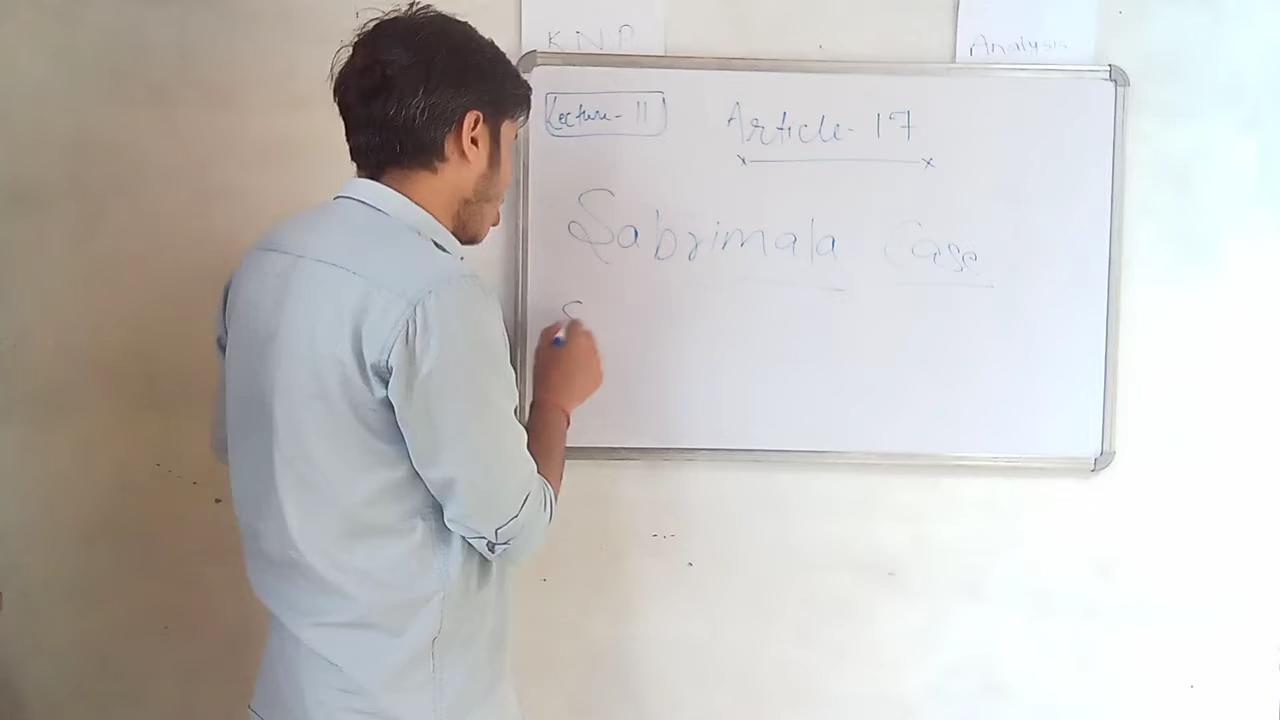 KNP
Analysis
Lecture - 11
Article - 17
Sabrimala Case
S